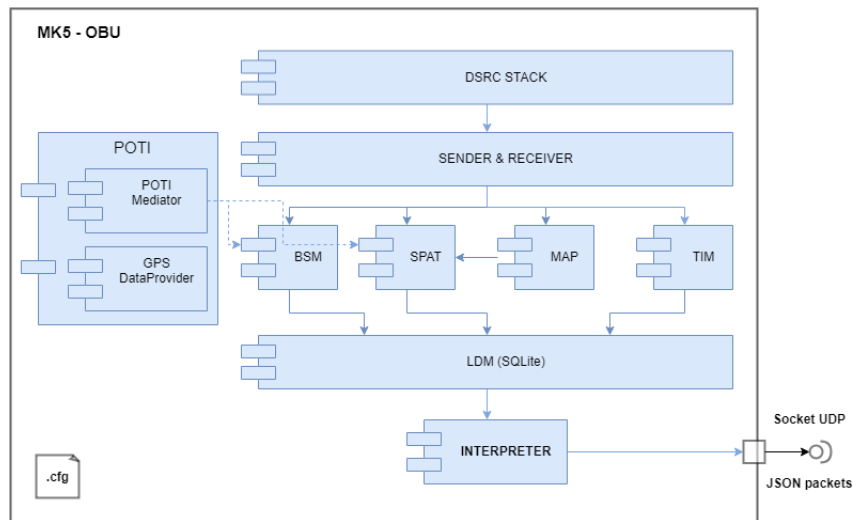 MK5 - OBU
DSRC STACK
SENDER & RECEIVER
POTI
POTI
Mediator
GPS
DataProvider
BSM
SPAT
MAP
TIM
LDM (SQLite)
INTERPRETER
.cfg
Socket UDP
JSON packets